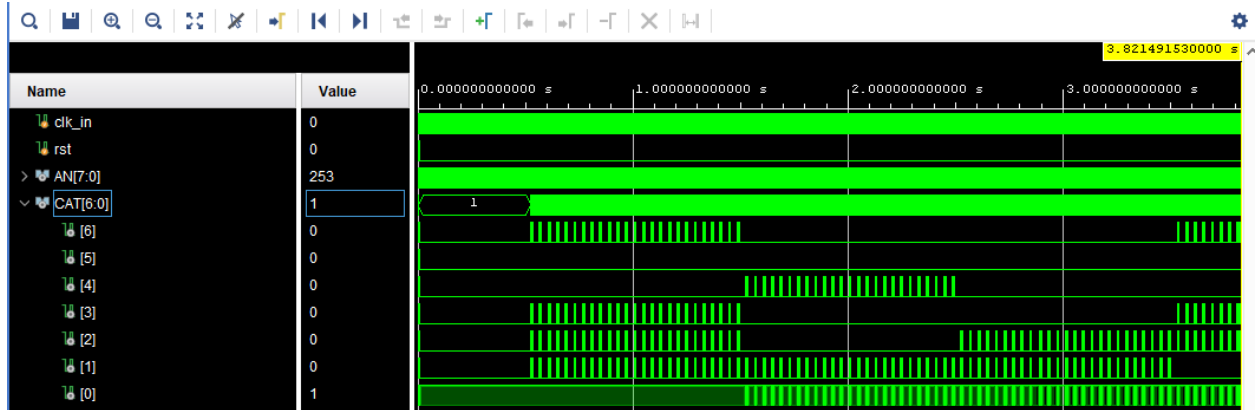 3.821491530000 s
Name Value 0.000000000000 s 1.000000000000 s 2.000000000000 s 3.000000000000 s
clk_in 0
rst 0
AN[7:0] 253
CAT[6:0] 1 1
[6] 0
[5] 0
[4] 0
[3] 0
[2] 0
[1] 0
[0] 1